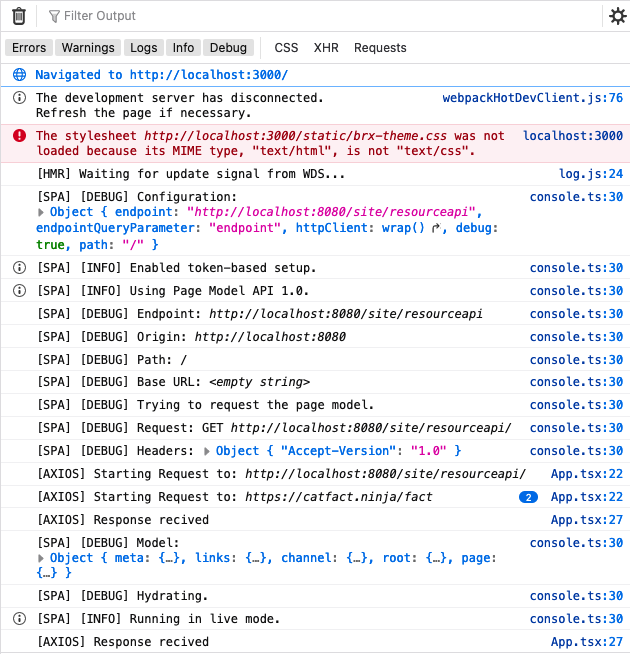 Filter Output
Errors Warnings Logs Info Debug CSS XHR Requests
Navigated to http://localhost:3000/
The development server has disconnected. webpackHotDevClient.js:76
Refresh the page if necessary.
The stylesheet http://localhost:3000/static/brx-theme.css was not localhost:3000
loaded because its MIME type, "text/html", is not "text/css".
[HMR] Waiting for update signal from WDS... log.js:24
[SPA] [DEBUG] Configuration: console.ts:30
Object { endpoint: "http://localhost:8080/site/resourceapi",
endpointQueryParameter: "endpoint", httpClient: wrap() , debug:
true, path: "/" }
[SPA] [INFO] Enabled token-based setup. console.ts:30
[SPA] [INFO] Using Page Model API 1.0. console.ts:30
[SPA] [DEBUG] Endpoint: http://localhost:8080/site/resourceapi console.ts:30
[SPA] [DEBUG] Origin: http://localhost:8080 console.ts:30
[SPA] [DEBUG] Path: / console.ts:30
[SPA] [DEBUG] Base URL: <empty string> console.ts:30
[SPA] [DEBUG] Trying to request the page model. console.ts:30
[SPA] [DEBUG] Request: GET http://localhost:8080/site/resourceapi/ console.ts:30
[SPA] [DEBUG] Headers: Object { "Accept-Version": "1.0" } console.ts:30
[AXIOS] Starting Request to: http://localhost:8080/site/resourceapi/ App.tsx:22
[AXIOS] Starting Request to: https://catfact.ninja/fact 2 App.tsx:22
[AXIOS] Response recived App.tsx:27
[SPA] [DEBUG] Model: console.ts:30
Object { meta: {…}, links: {…}, channel: {…}, root: {…}, page:
{…} }
[SPA] [DEBUG] Hydrating. console.ts:30
[SPA] [INFO] Running in live mode. console.ts:30
[AXIOS] Response recived App.tsx:27